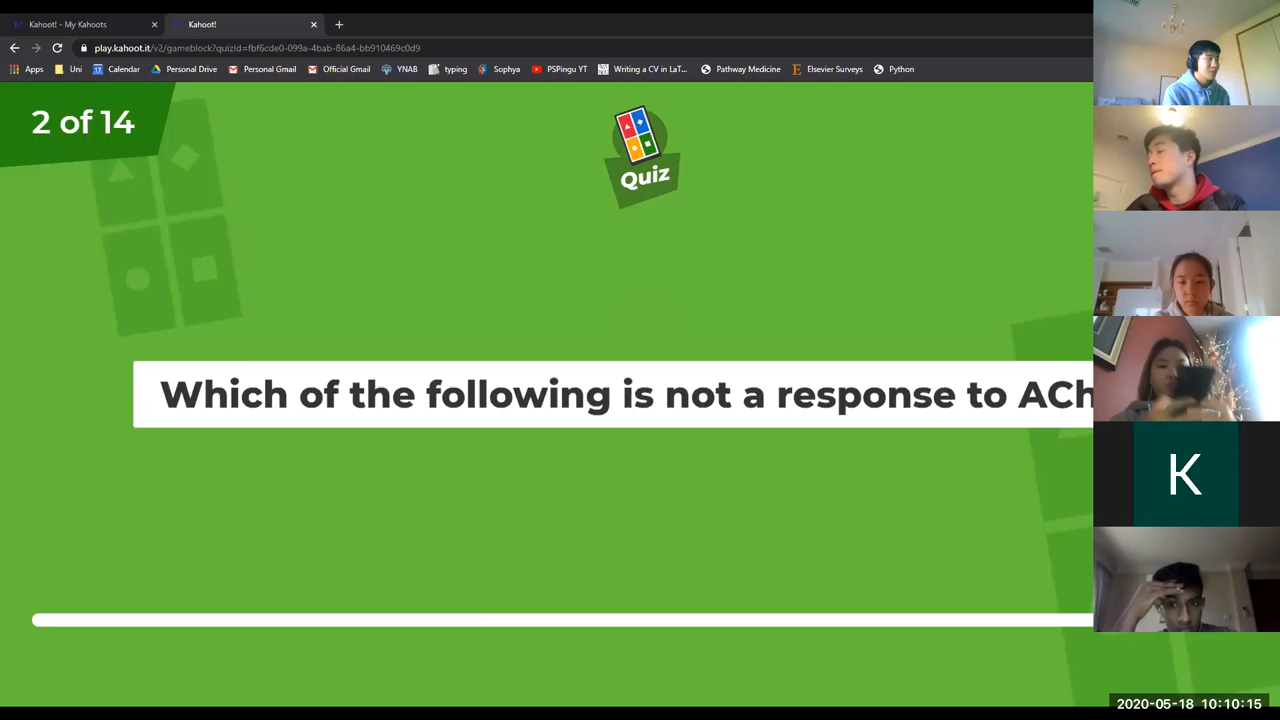 Kahoot! - My Kahoots
Kahoot!
play.kahoot.it/v2/gameblock?quizId=fbf6cde0-099a-4bab-86a4-bb910469c0d9
Apps Uni Calendar Personal Drive Personal Gmail Official Gmail YNAB typing Sophya PSPingu YT Writing a CV in LaT... Pathway Medicine Elsevier Surveys Python
2 of 14
Quiz
Which of the following is not a response to ACh
K
2020-05-18 10:10:15